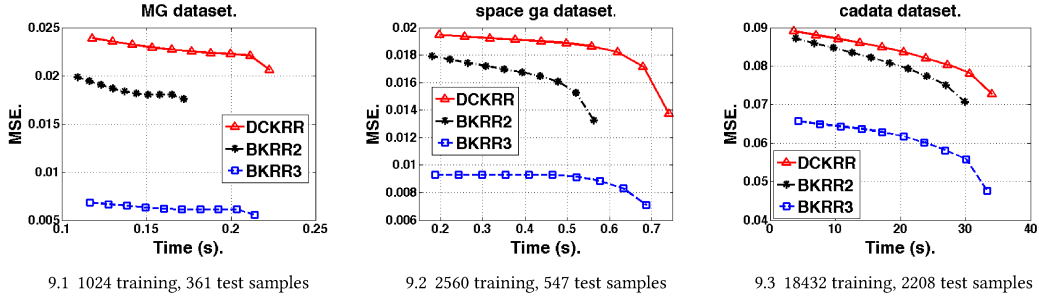 MG dataset.
0.025
0.02
0.015
0.01
0.005
MSE.
DCKRR
BKRR2
BKRR3
0.1
0.15
0.2
0.25
Time (s).
9.1 1024 training, 361 test samples
space ga dataset.
0.02
0.018
0.016
0.014
0.012
0.01
0.008
0.006
MSE.
DCKRR
BKRR2
BKRR3
0.2
0.3
0.4
0.5
0.6
0.7
Time (s).
9.2 2560 training, 547 test samples
cadata dataset.
0.09
0.08
0.07
0.06
0.05
0.04
MSE.
DCKRR
BKRR2
BKRR3
0
10
20
30
40
Time (s).
9.3 18432 training, 2208 test samples